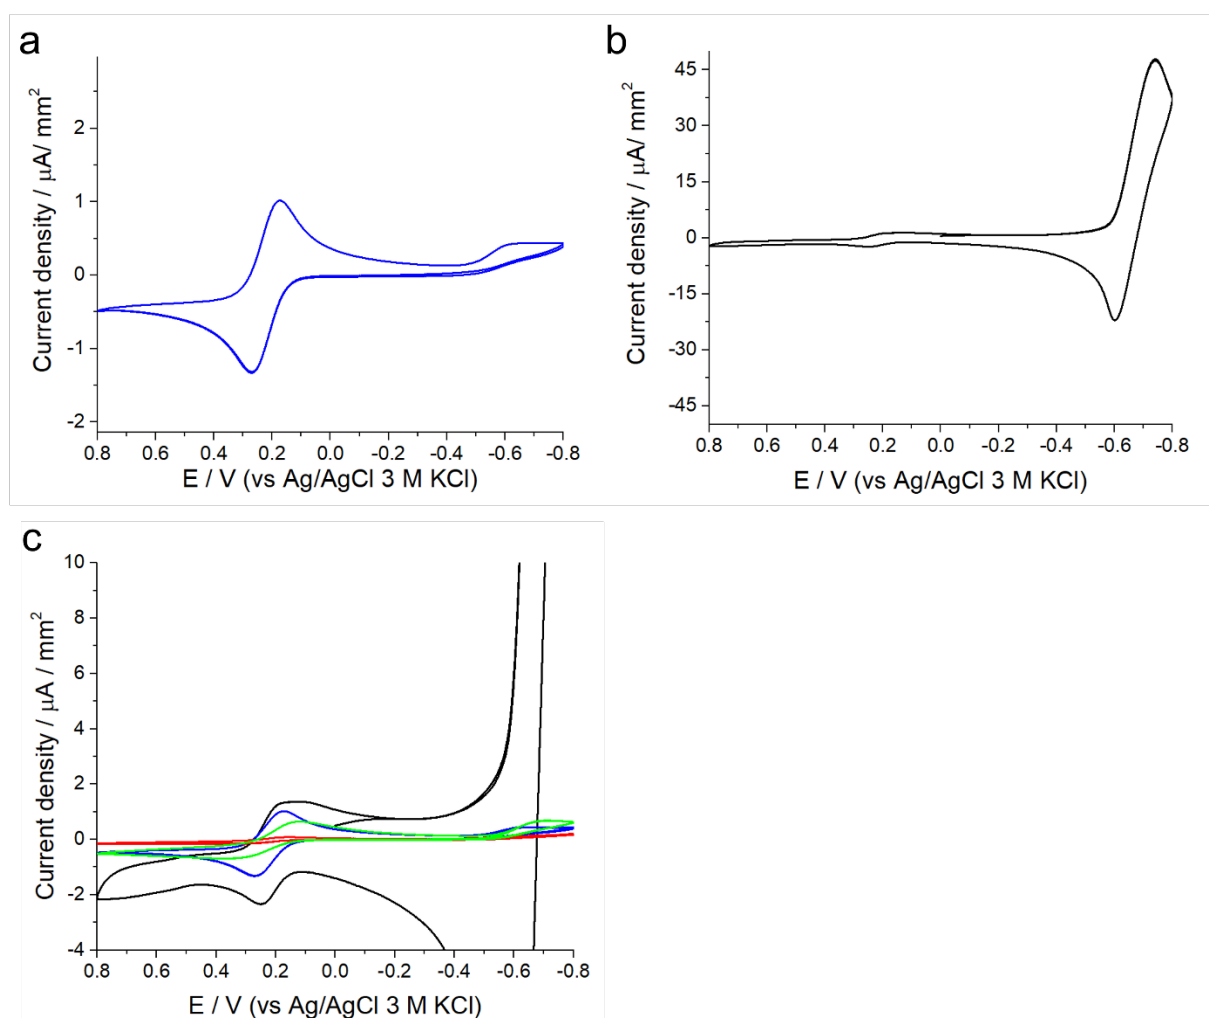 a
Current density / μA/ mm²
2
1
0
-1
-2
0.8 0.6 0.4 0.2 0.0 -0.2 -0.4 -0.6 -0.8
E / V (vs Ag/AgCl 3 M KCl)
b
Current density / μA/ mm²
45
30
15
0
-15
-30
-45
0.8 0.6 0.4 0.2 0.0 -0.2 -0.4 -0.6 -0.8
E / V (vs Ag/AgCl 3 M KCl)
c
Current density / μA / mm²
10
8
6
4
2
0
-2
-4
0.8 0.6 0.4 0.2 0.0 -0.2 -0.4 -0.6 -0.8
E / V (vs Ag/AgCl 3 M KCl)